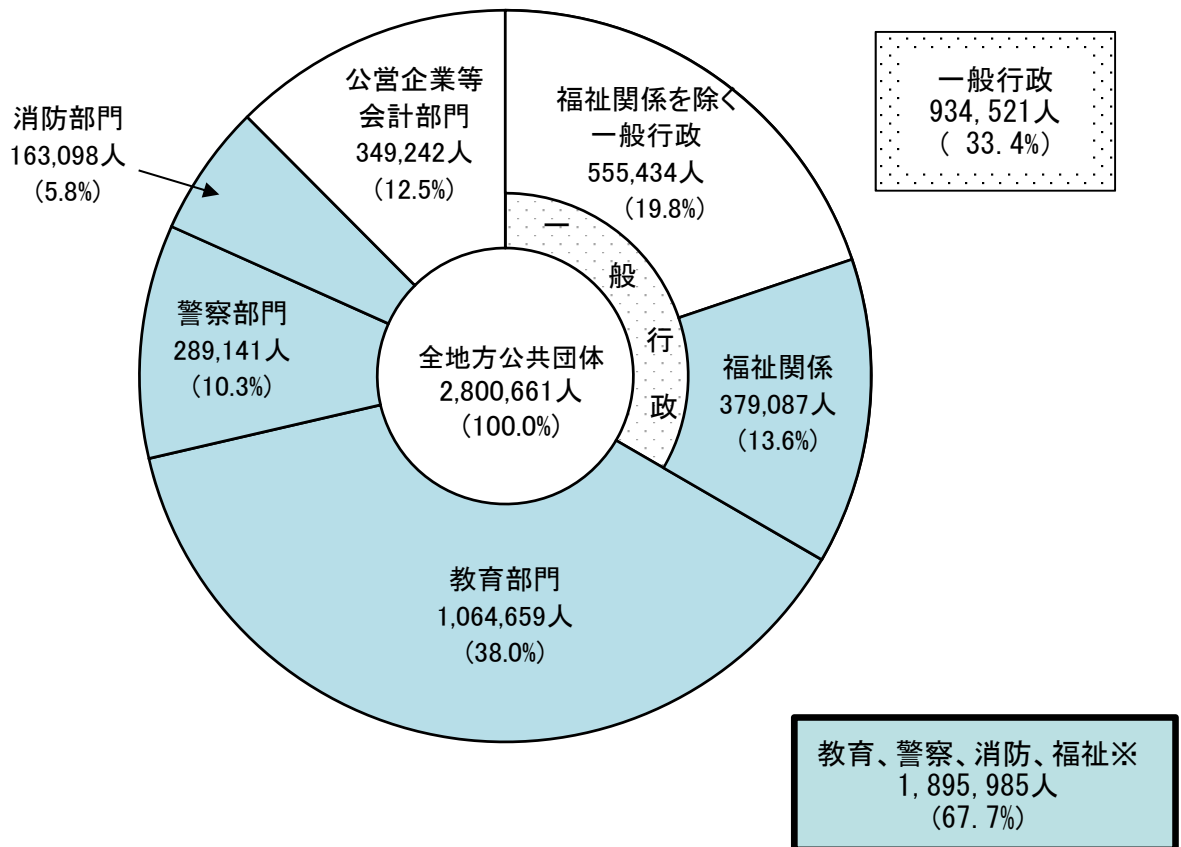 公営企業等
会計部門
349,242人
(12.5%)
福祉関係を除く
一般行政
555,434人
(19.8%)
一般行政
934,521人
( 33.4%)
消防部門
163,098人
(5.8%)
一
般
行
政
警察部門
289,141人
(10.3%)
全地方公共団体
2,800,661人
(100.0%)
福祉関係
379,087人
(13.6%)
教育部門
1,064,659人
(38.0%)
教育、警察、消防、福祉※
1,895,985人
(67.7%)